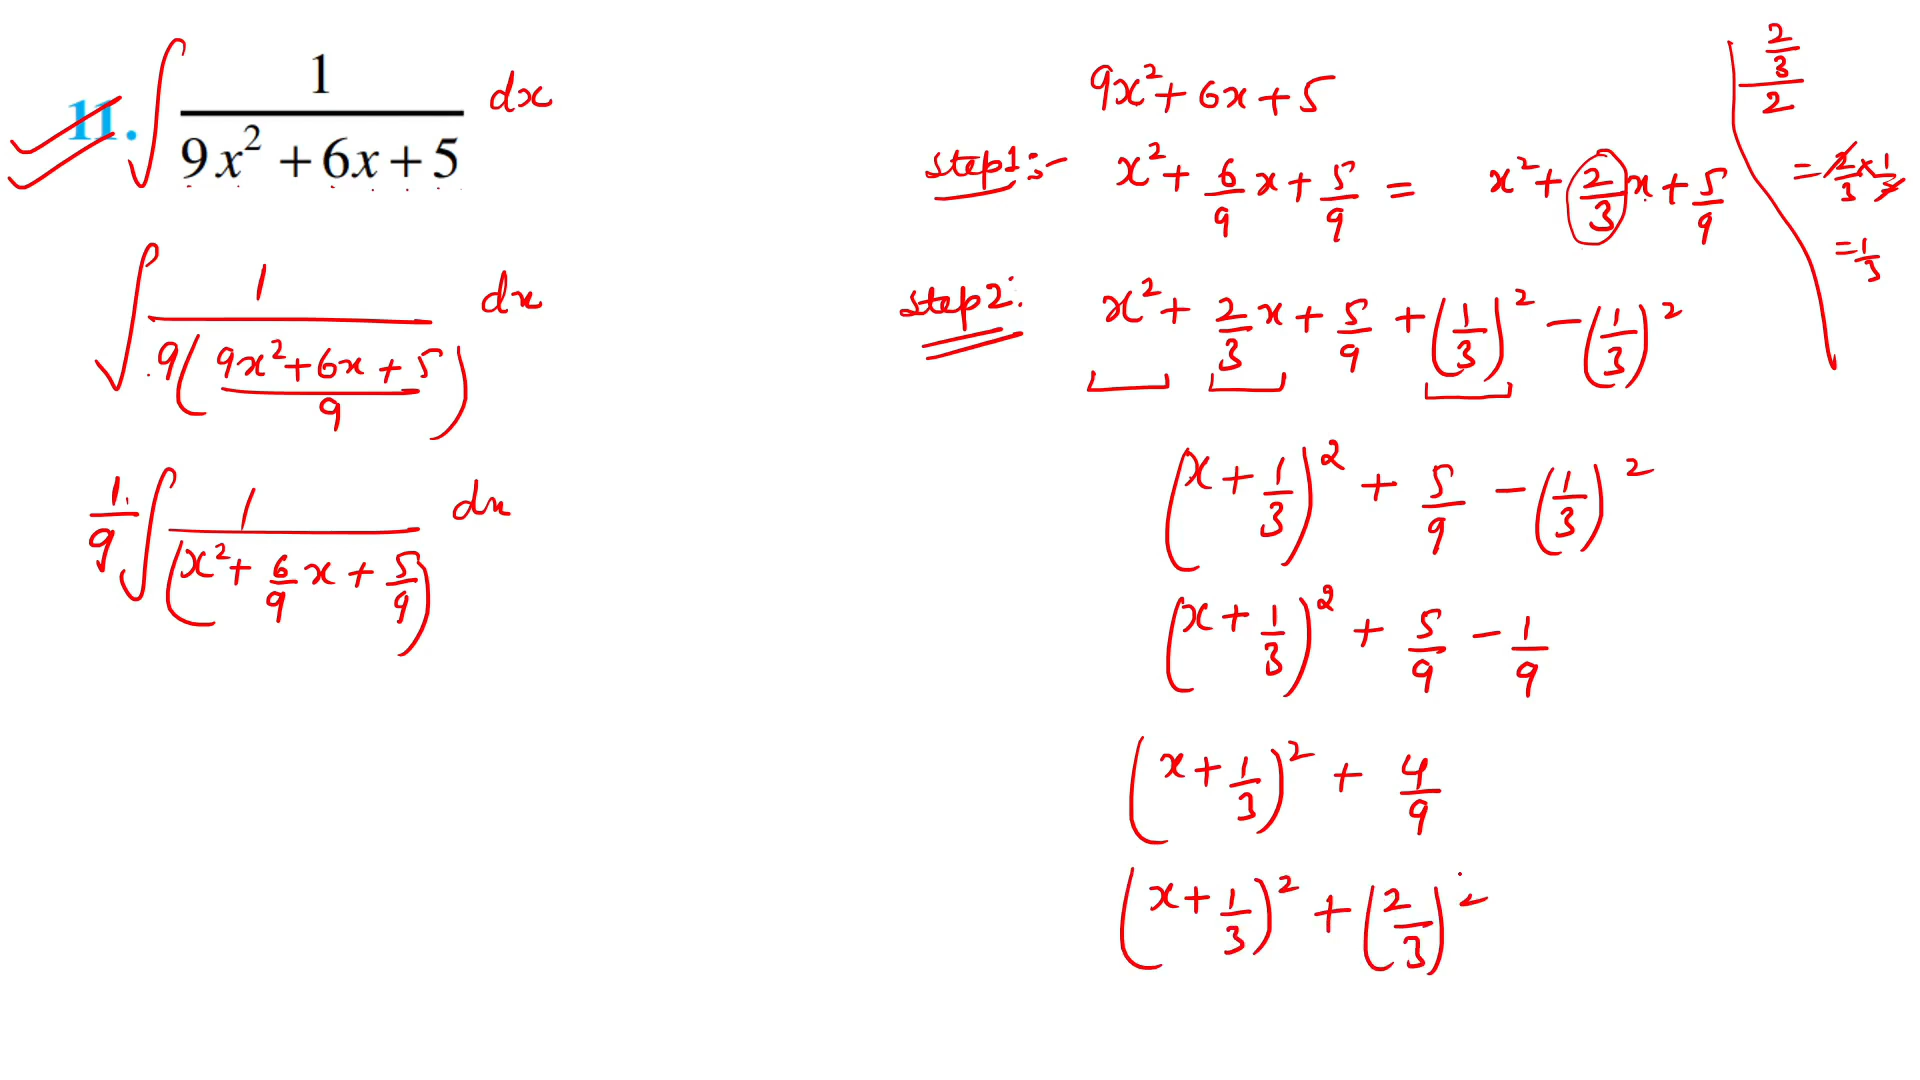 11. ∫ 1/(9x² + 6x + 5) dx
∫ 1/(9((9x² + 6x + 5)/9)) dx
1/9 ∫ 1/(x² + 6/9 x + 5/9) dx
9x² + 6x + 5
step1:- x² + 6/9 x + 5/9 = x² + 2/3 x + 5/9
step2: x² + 2/3 x + 5/9 + (1/3)² - (1/3)²
(x + 1/3)² + 5/9 - (1/3)²
(x + 1/3)² + 5/9 - 1/9
(x + 1/3)² + 4/9
(x + 1/3)² + (2/3)²
(2/3)/2
= 2/3 × 1/2
= 1/3